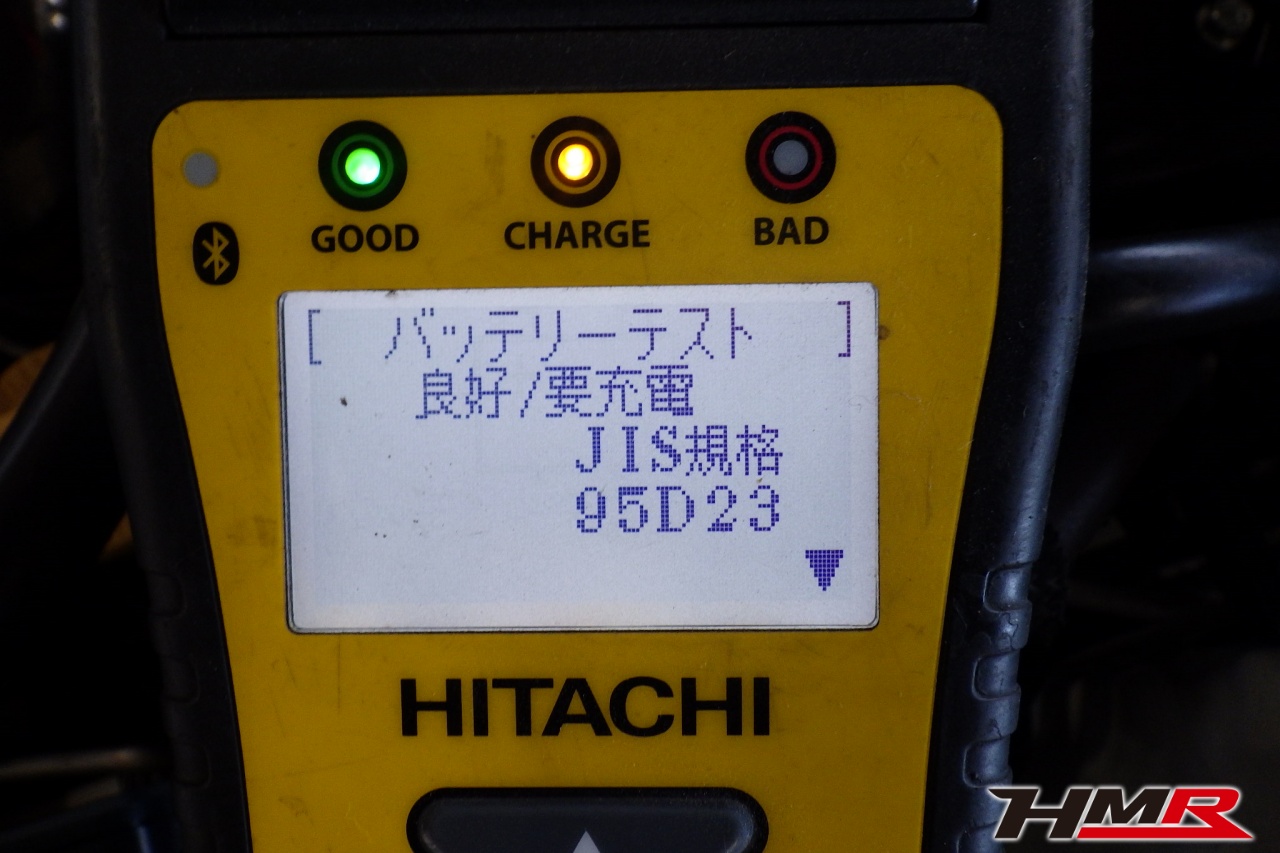 GOOD CHARGE BAD
[ バッテリーテスト ]
良好/要充電
JIS規格
95D23
HITACHI
HMR